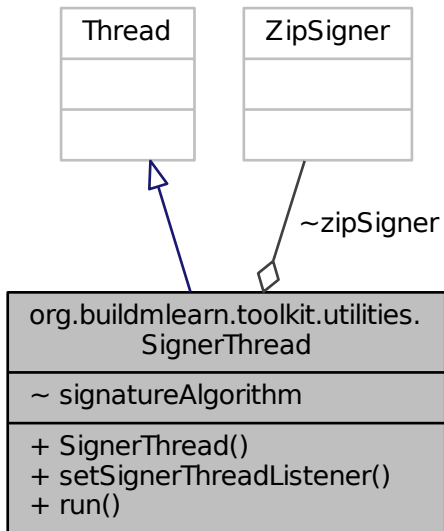 Thread
ZipSigner
~zipSigner
org.buildmlearn.toolkit.utilities.
SignerThread
~ signatureAlgorithm
+ SignerThread()
+ setSignerThreadListener()
+ run()